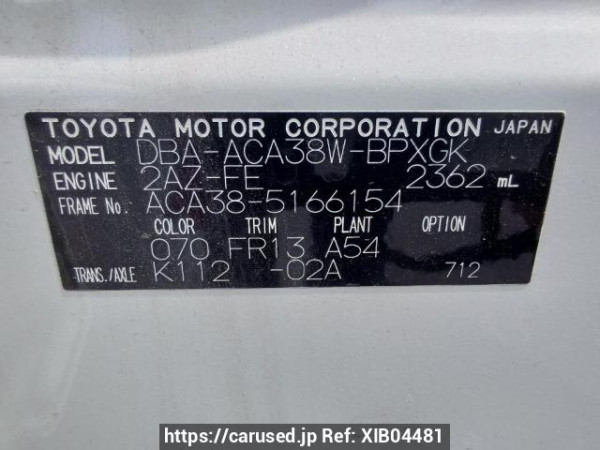 TOYOTA MOTOR CORPORATION JAPAN
MODEL DBA-ACA38W-BPXGK
ENGINE 2AZ-FE 2362 mL
FRAME No. ACA38-5166154
COLOR TRIM PLANT OPTION
070 FR13 A54
TRANS./AXLE K112 -02A 712
https://carused.jp Ref: XIB04481